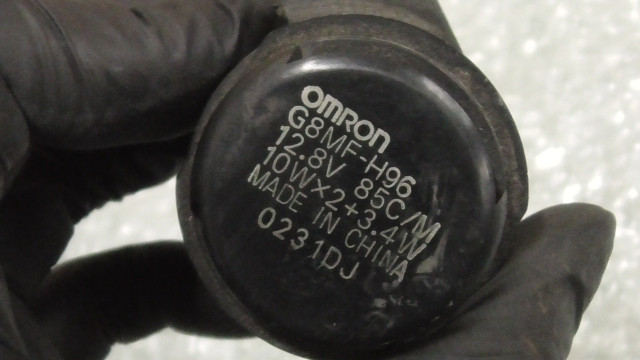 OMRON
G8MF-H96
12.8V 85C/M
10W×2+3.4W
MADE IN CHINA
0231DJ